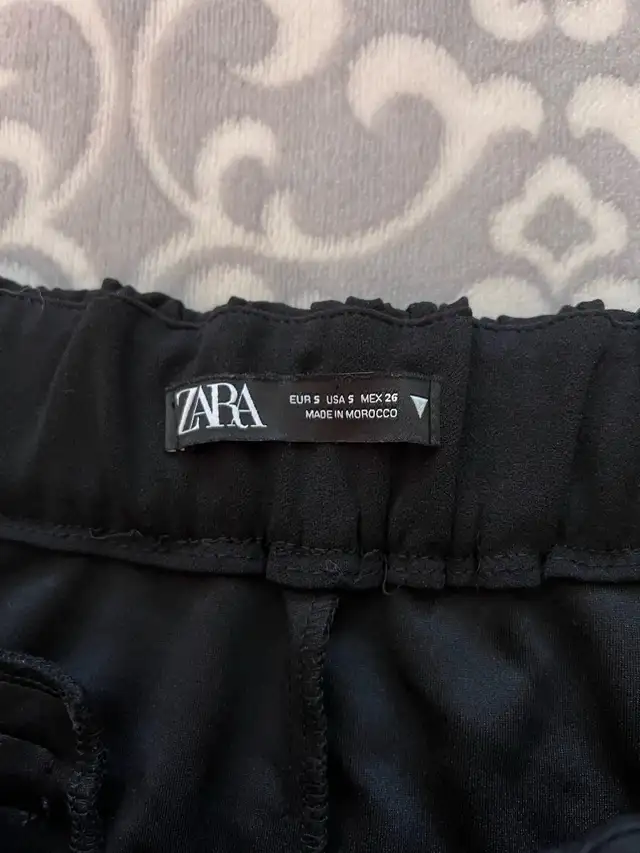 ZARA
EUR S USA S MEX 26
MADE IN MOROCCO